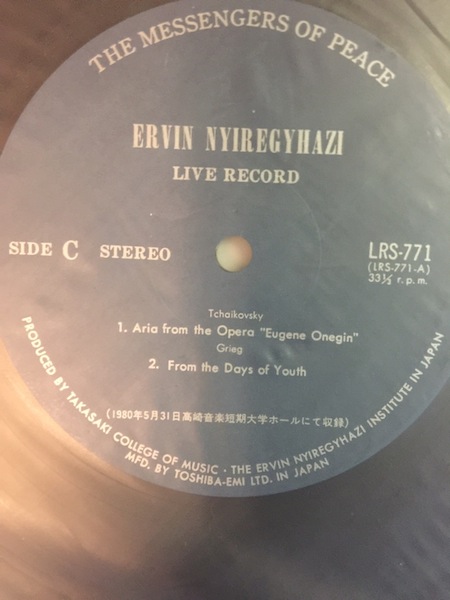 THE MESSENGERS OF PEACE
ERVIN NYIREGYHAZI
LIVE RECORD
SIDE C STEREO
LRS-771
(LRS-771-A)
33⅓ r.p.m.
Tchaikovsky
1. Aria from the Opera "Eugene Onegin"
Grieg
2. From the Days of Youth
(1980年5月31日高崎音楽短期大学ホールにて収録)
PRODUCED BY TAKASAKI COLLEGE OF MUSIC · THE ERVIN NYIREGYHAZI INSTITUTE IN JAPAN
MFD. BY TOSHIBA-EMI LTD. IN JAPAN